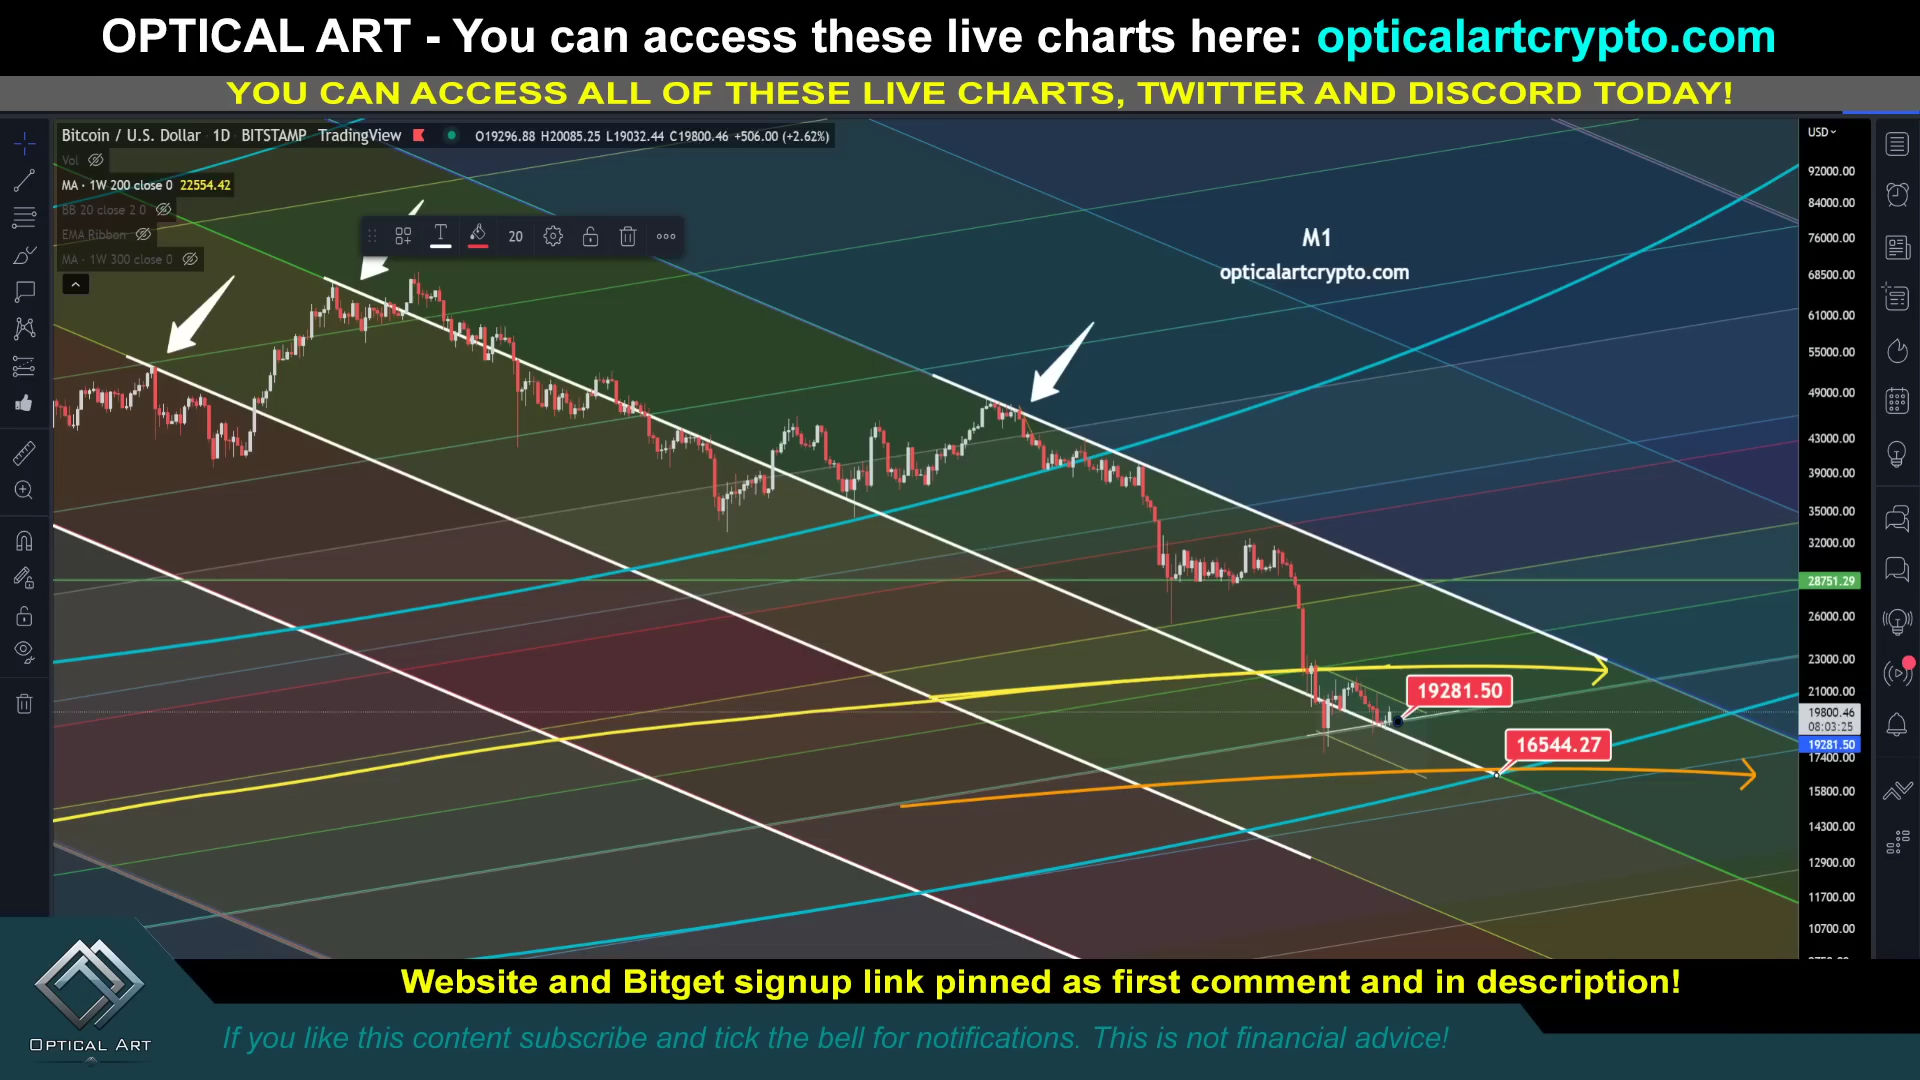 OPTICAL ART - You can access these live charts here: opticalartcrypto.com
YOU CAN ACCESS ALL OF THESE LIVE CHARTS, TWITTER AND DISCORD TODAY!
Bitcoin / U.S. Dollar 1D BITSTAMP TradingView O19296.88 H20085.25 L19032.44 C19800.46 +506.00 (+2.62%)
USD
Vol
MA · 1W 200 close 0 22554.42
BB 20 close 2 0
EMA Ribbon
MA · 1W 300 close 0
T 20
M1
opticalartcrypto.com
92000.00
84000.00
76000.00
68500.00
61000.00
55000.00
49000.00
43000.00
39000.00
35000.00
32000.00
28751.29
26000.00
23000.00
21000.00
19800.46
08:03:25
19281.50
17400.00
15800.00
14300.00
12900.00
11700.00
10700.00
19281.50
16544.27
Website and Bitget signup link pinned as first comment and in description!
OPTICAL ART
If you like this content subscribe and tick the bell for notifications. This is not financial advice!